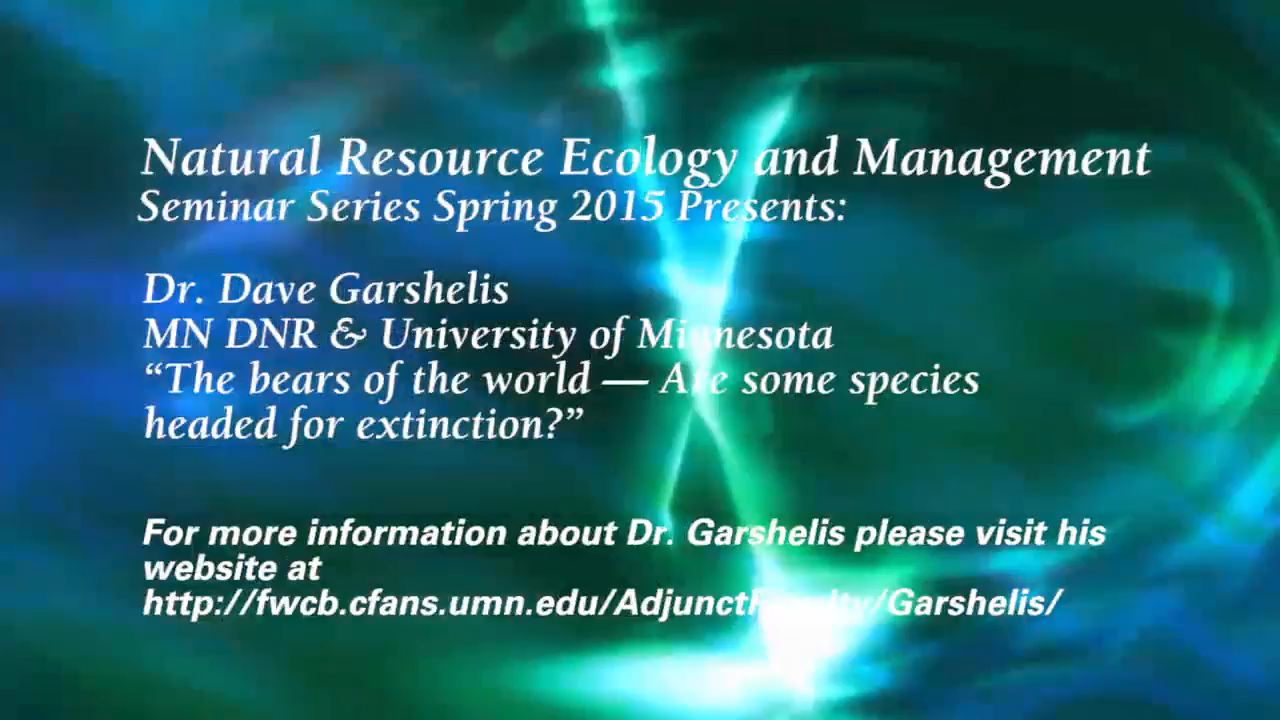 Natural Resource Ecology and Management
Seminar Series Spring 2015 Presents:
Dr. Dave Garshelis
MN DNR & University of Minnesota
“The bears of the world — Are some species
headed for extinction?”
For more information about Dr. Garshelis please visit his
website at
http://fwcb.cfans.umn.edu/AdjunctFaculty/Garshelis/